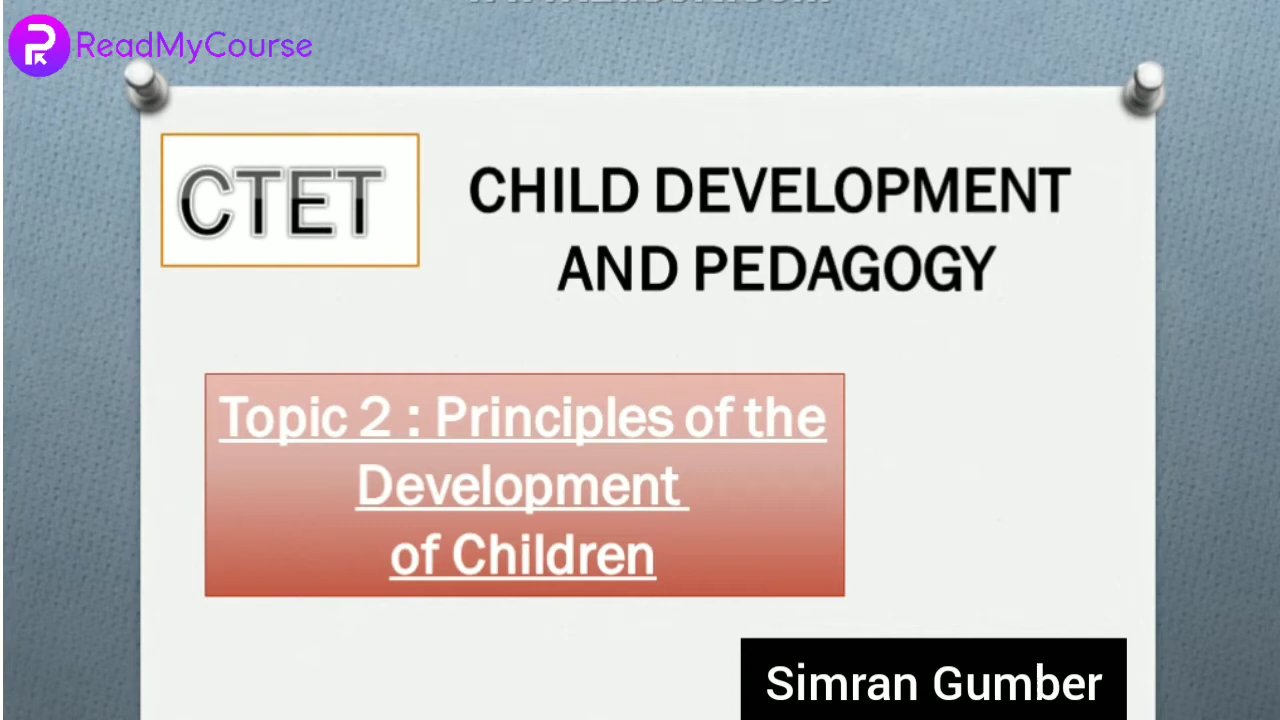 ReadMyCourse
CTET
CHILD DEVELOPMENT
AND PEDAGOGY
Topic 2 : Principles of the
Development
of Children
Simran Gumber